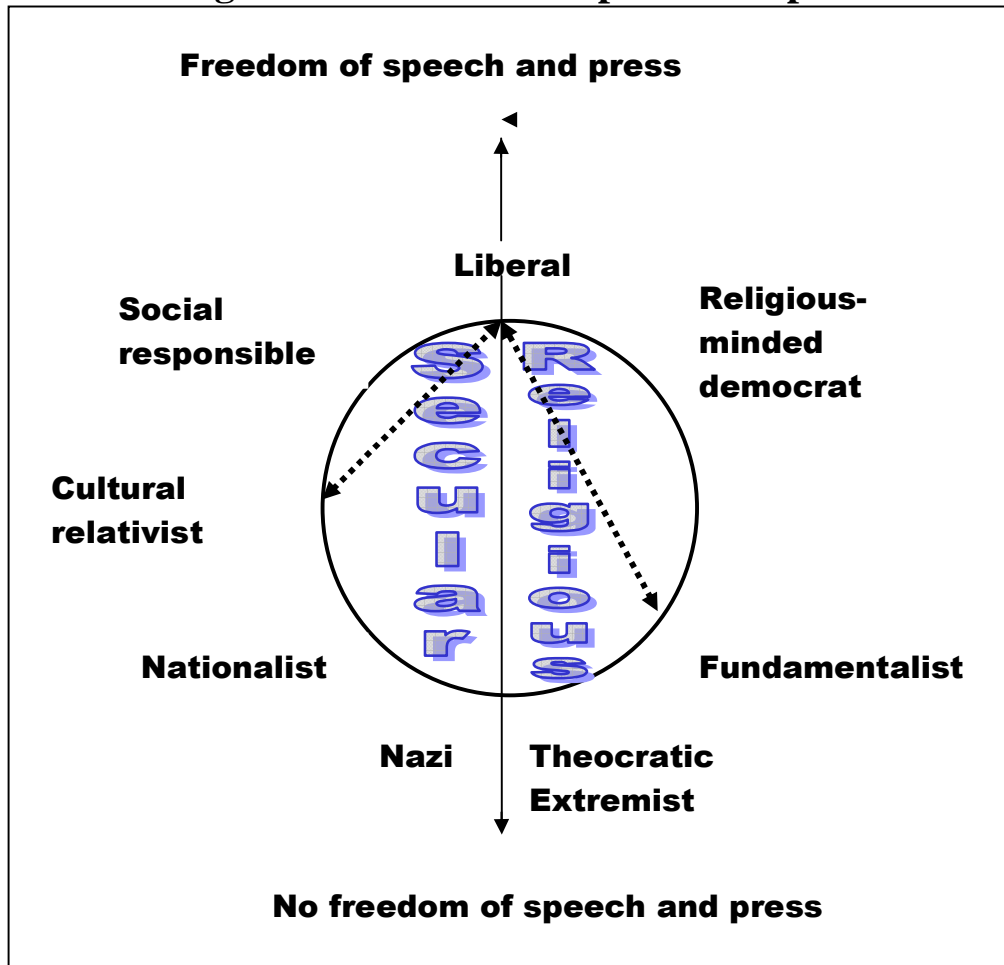 Freedom of speech and press
Liberal
Social
responsible
Religious-
minded
democrat
Secular
Religious
Cultural
relativist
Nationalist
Fundamentalist
Nazi
Theocratic
Extremist
No freedom of speech and press